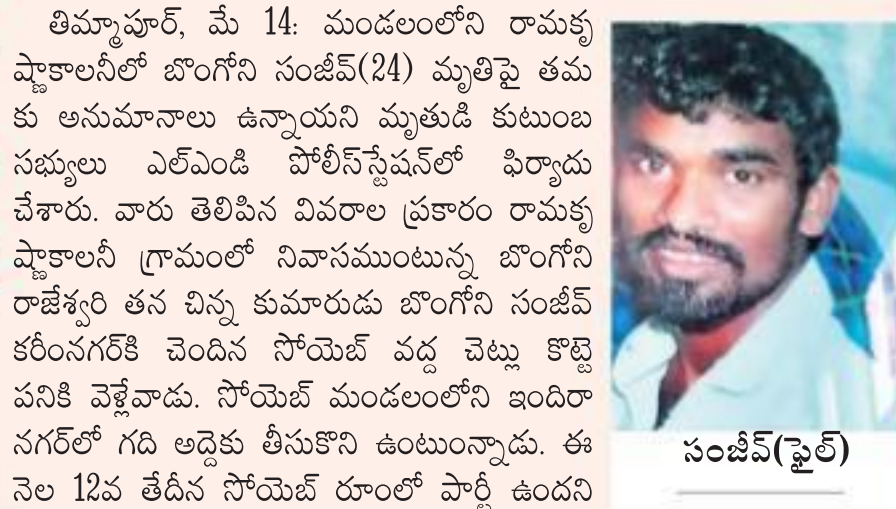 తిమ్మాపూర్, మే 14: మండలంలోని రామకృ
ష్ణాకాలనీలో బొంగోని సంజీవ్(24) మృతిపై తమ
కు అనుమానాలు ఉన్నాయని మృతుడి కుటుంబ
సభ్యులు ఎల్ఎండి పోలీస్‌స్టేషన్‌లో ఫిర్యాదు
చేశారు. వారు తెలిపిన వివరాల ప్రకారం రామకృ
ష్ణాకాలనీ గ్రామంలో నివాసముంటున్న బొంగోని
రాజేశ్వరి తన చిన్న కుమారుడు బొంగోని సంజీవ్
కరీంనగర్‌కి చెందిన సోయెబ్ వద్ద చెట్లు కొట్టె
పనికి వెళ్లేవాడు. సోయెబ్ మండలంలోని ఇందిరా
నగర్‌లో గది అద్దెకు తీసుకొని ఉంటుంన్నాడు. ఈ
నెల 12వ తేదీన సోయెబ్ రూంలో పార్టీ ఉందని
సంజీవ్(ఫైల్)